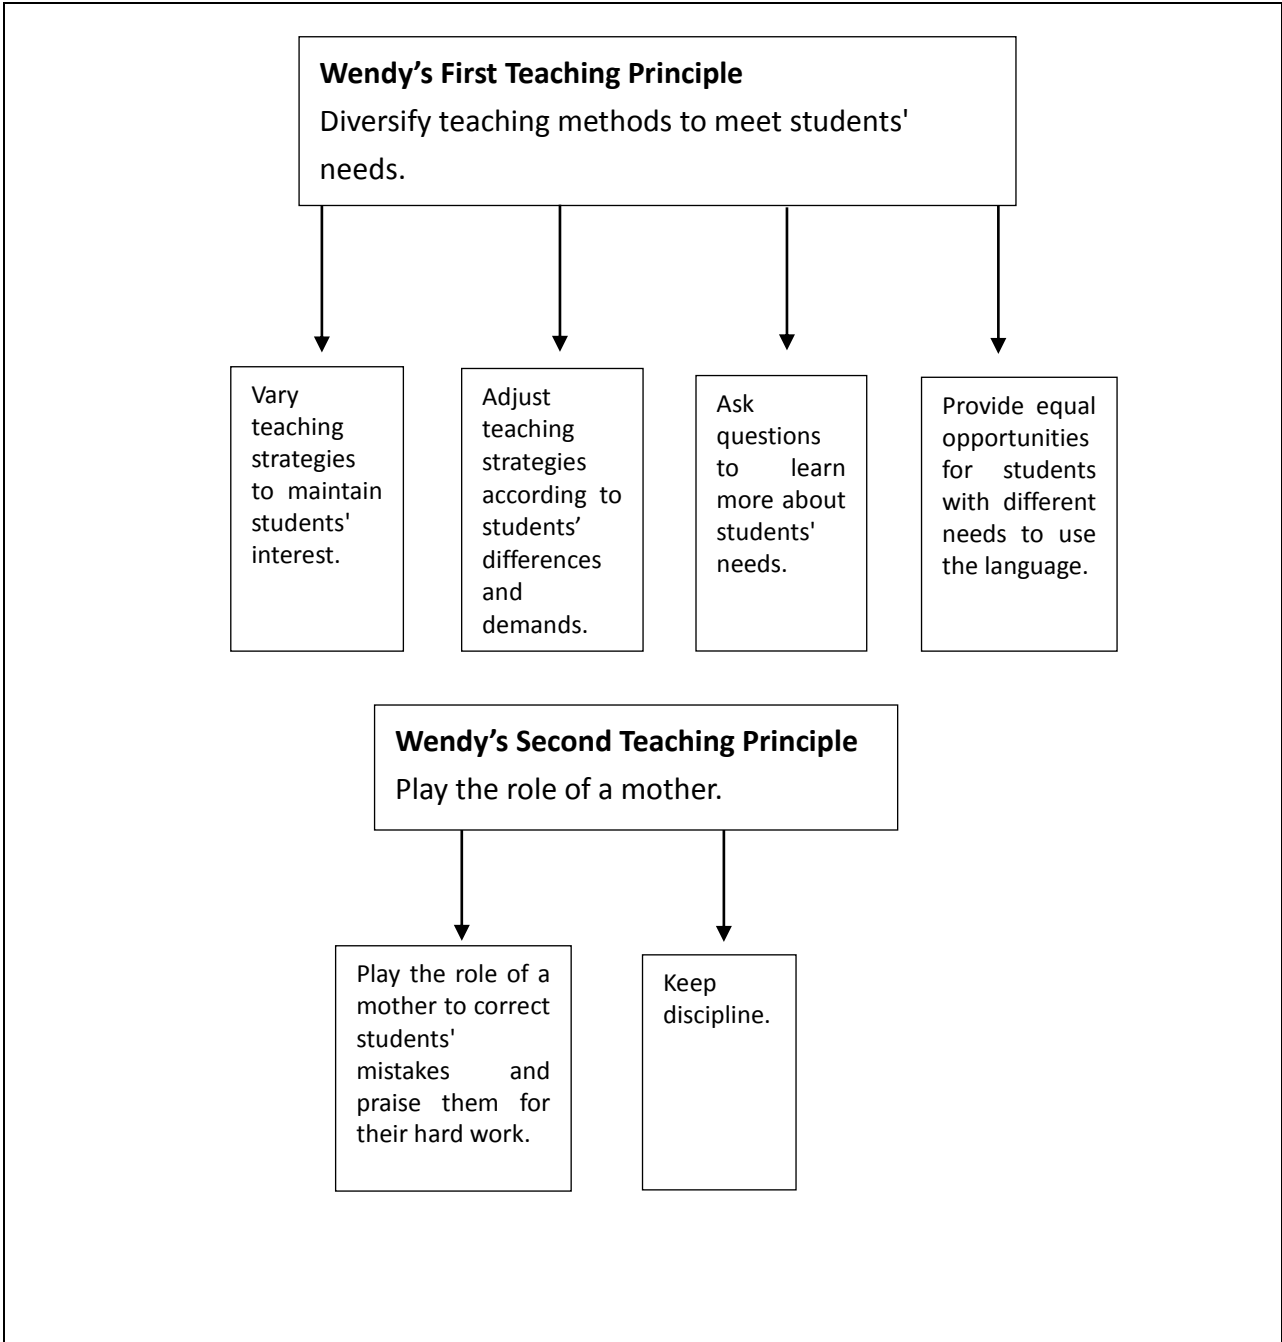 Wendy’s First Teaching Principle
Diversify teaching methods to meet students'
needs.
Vary
teaching
strategies
to maintain
students'
interest.
Adjust
teaching
strategies
according to
students’
differences
and
demands.
Ask
questions
to learn
more about
students'
needs.
Provide equal
opportunities
for students
with different
needs to use
the language.
Wendy’s Second Teaching Principle
Play the role of a mother.
Play the role of a
mother to correct
students'
mistakes and
praise them for
their hard work.
Keep
discipline.